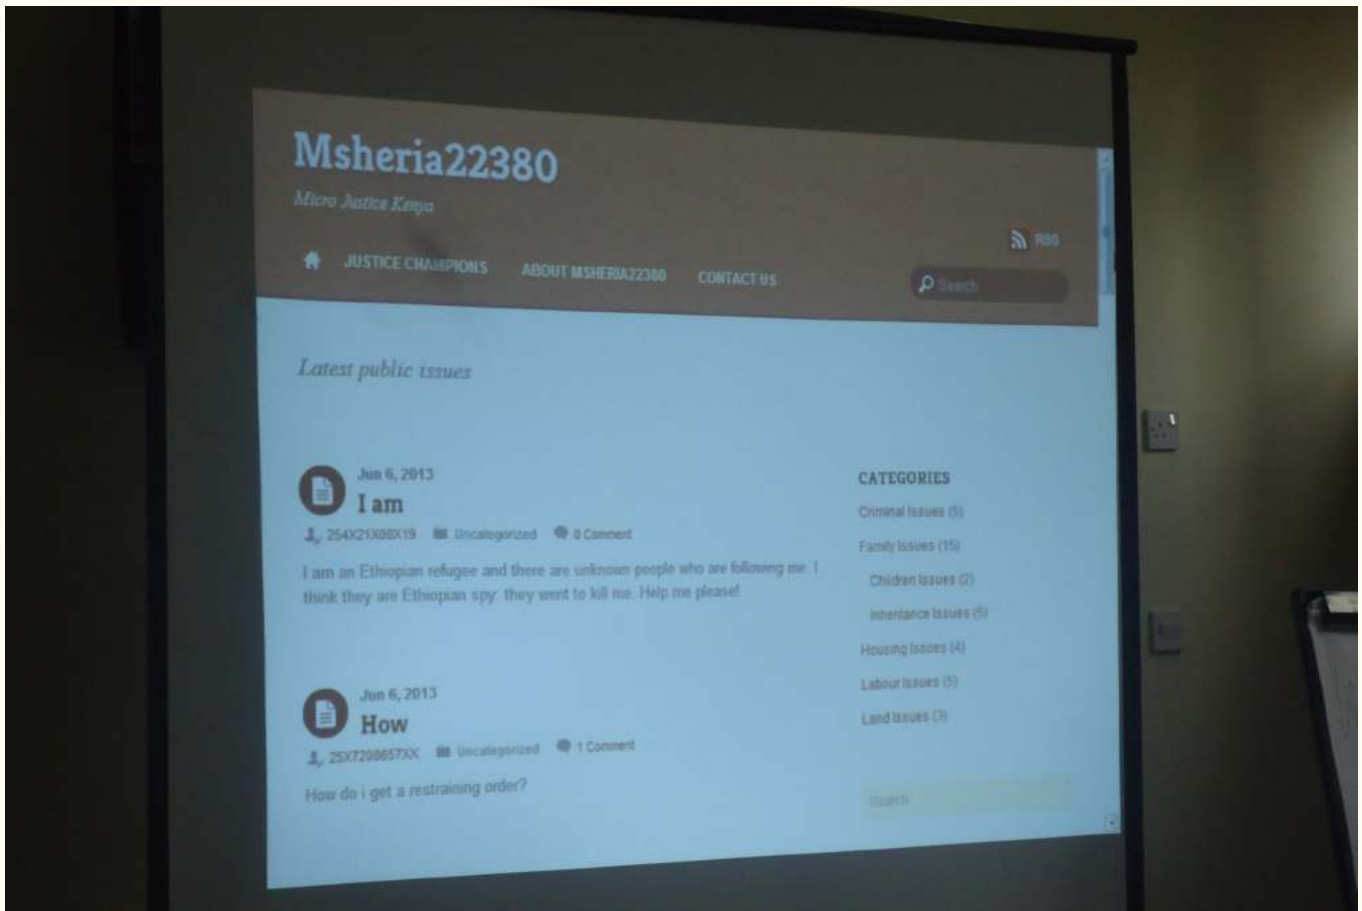 Msheria22380
Micro Justice Kenya
RSS
JUSTICE CHAMPIONS ABOUT MSHERIA22380 CONTACT US
Search
Latest public issues
Jun 6, 2013
I am
Uncategorized 0 Comment
I am an Ethiopian refugee and there are unknown people who are following me. I
think they are Ethiopian spy: they went to kill me. Help me please!
Jun 6, 2013
How
Uncategorized 1 Comment
How do i get a restraining order?
CATEGORIES
Criminal Issues (5)
Family Issues (15)
Children Issues (2)
Inheritance Issues (5)
Housing Issues (4)
Labour Issues (5)
Land Issues (3)
Search